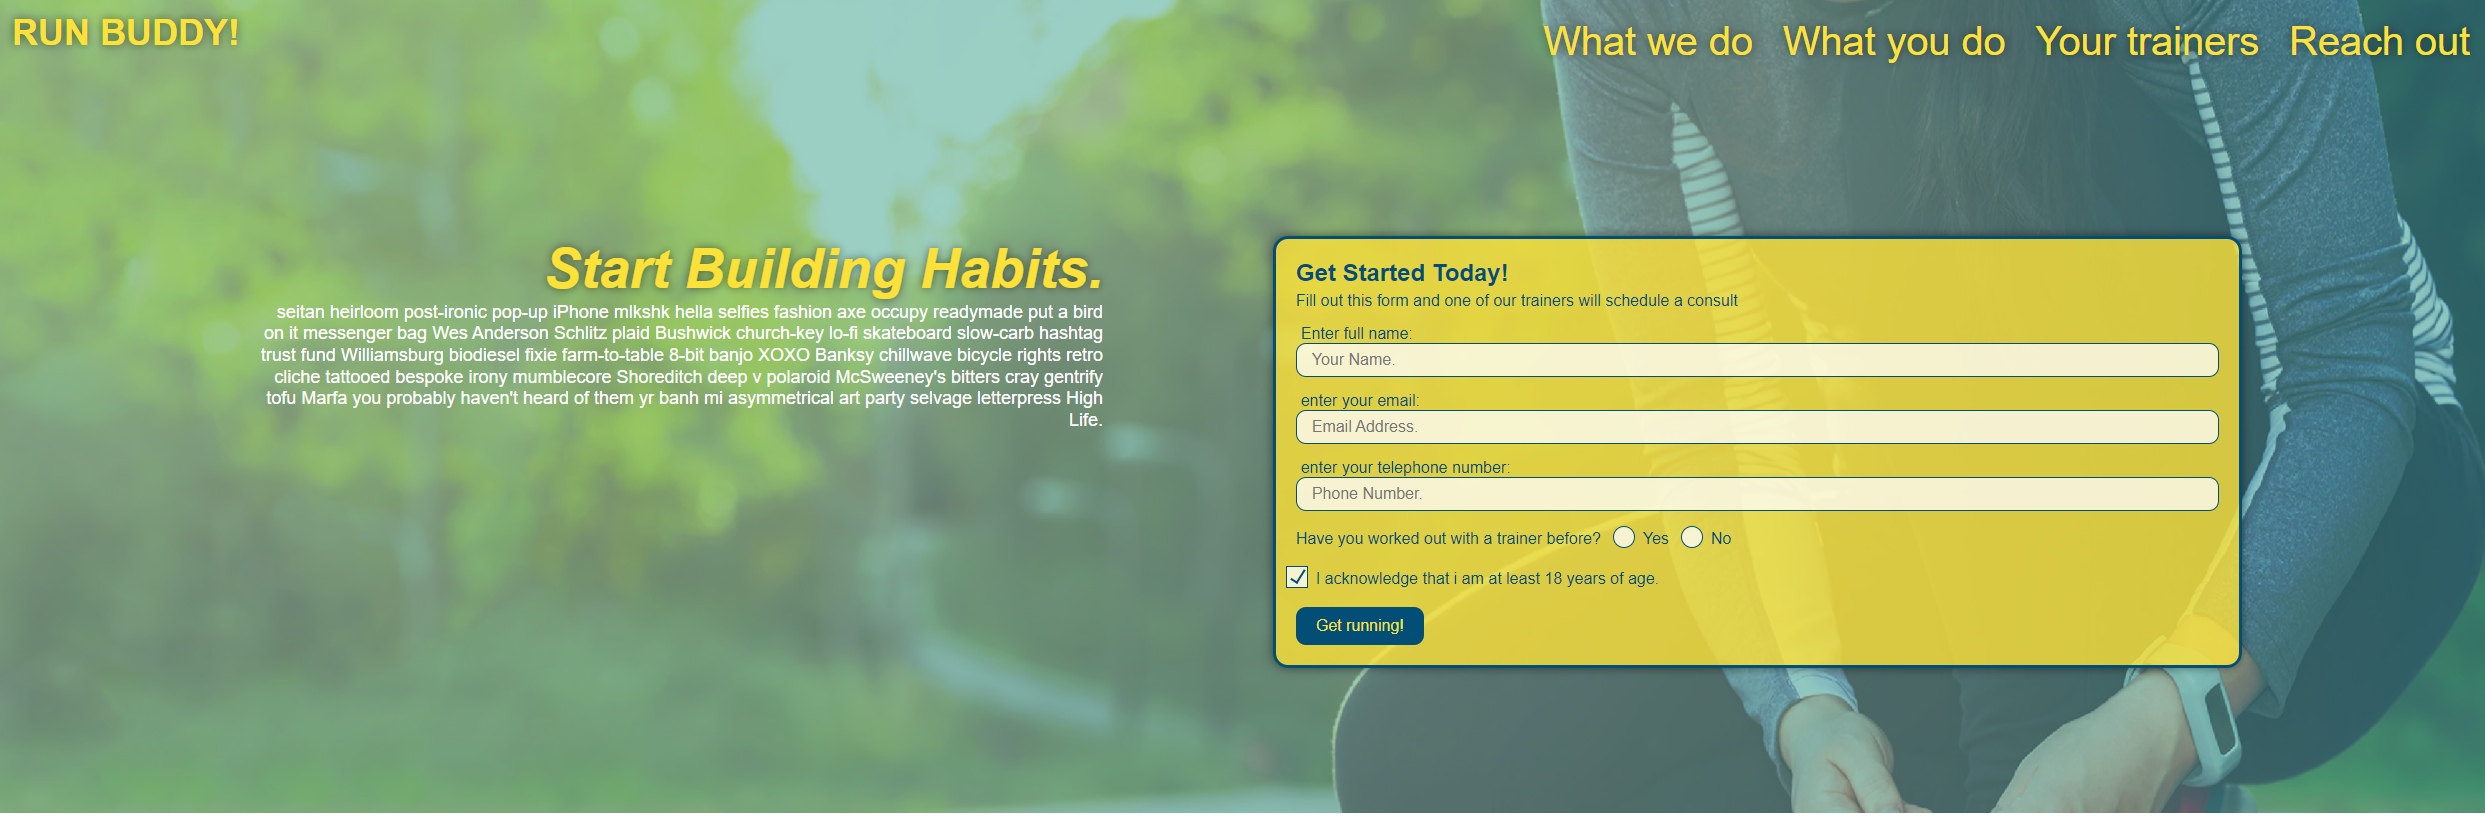 RUN BUDDY!
What we do What you do Your trainers Reach out
Start Building Habits.
seitan heirloom post-ironic pop-up iPhone mlkshk hella selfies fashion axe occupy readymade put a bird
on it messenger bag Wes Anderson Schlitz plaid Bushwick church-key lo-fi skateboard slow-carb hashtag
trust fund Williamsburg biodiesel fixie farm-to-table 8-bit banjo XOXO Banksy chillwave bicycle rights retro
cliche tattooed bespoke irony mumblecore Shoreditch deep v polaroid McSweeney's bitters cray gentrify
tofu Marfa you probably haven't heard of them yr banh mi asymmetrical art party selvage letterpress High
Life.
Get Started Today!
Fill out this form and one of our trainers will schedule a consult
Enter full name:
Your Name.
enter your email:
Email Address.
enter your telephone number:
Phone Number.
Have you worked out with a trainer before? Yes No
I acknowledge that i am at least 18 years of age.
Get running!